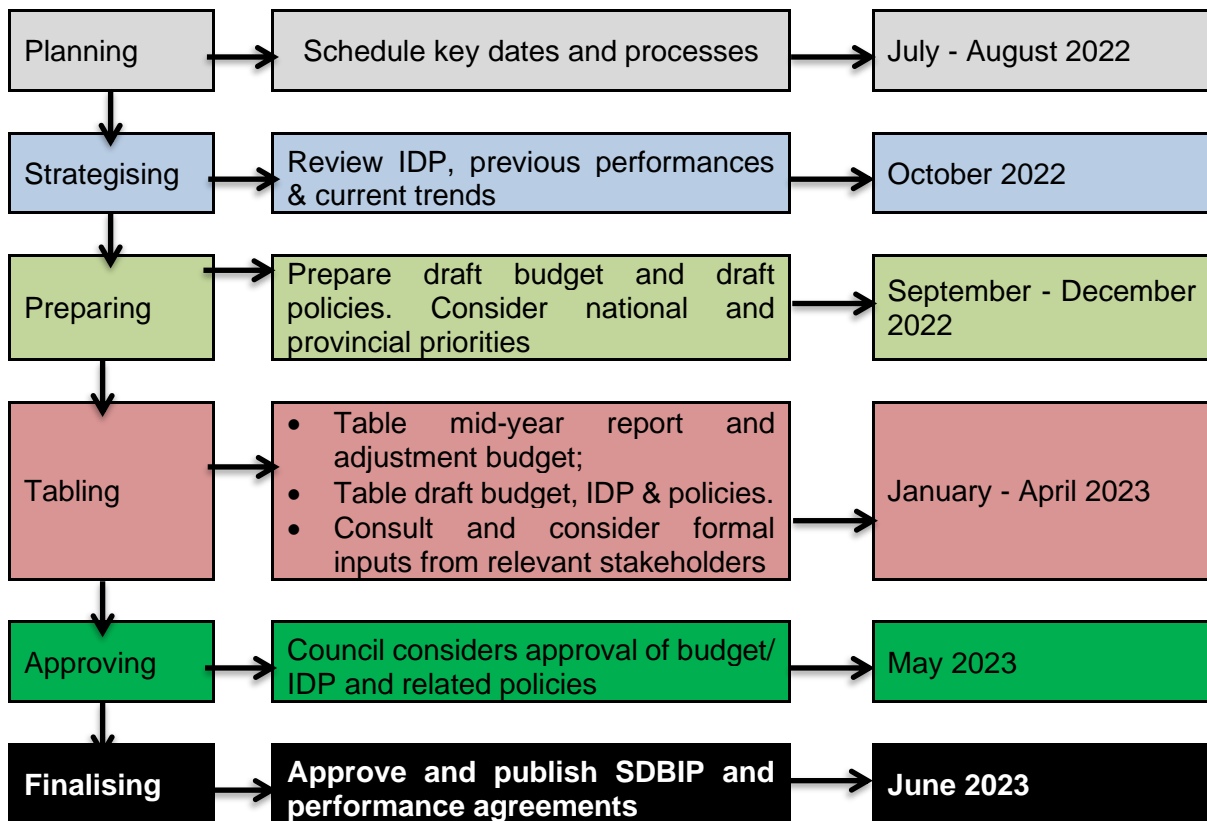 Planning
Schedule key dates and processes
July - August 2022
Strategising
Review IDP, previous performances
& current trends
October 2022
Preparing
Prepare draft budget and draft
policies. Consider national and
provincial priorities
September - December
2022
Tabling
• Table mid-year report and
adjustment budget;
• Table draft budget, IDP & policies.
• Consult and consider formal
inputs from relevant stakeholders
January - April 2023
Approving
Council considers approval of budget/
IDP and related policies
May 2023
Finalising
Approve and publish SDBIP and
performance agreements
June 2023